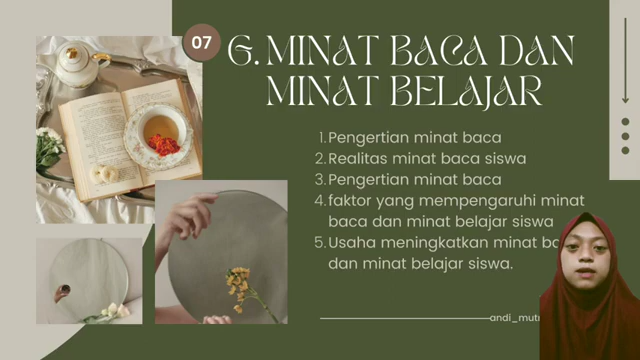 07
6. MINAT BACA DAN
MINAT BELAJAR
1. Pengertian minat baca
2. Realitas minat baca siswa
3. Pengertian minat baca
4. faktor yang mempengaruhi minat
baca dan minat belajar siswa
5. Usaha meningkatkan minat
dan minat belajar siswa.